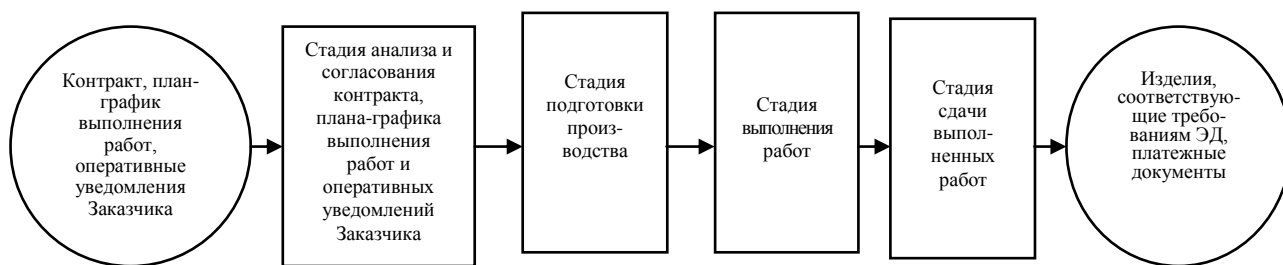 Контракт, план-
график
выполнения
работ,
оперативные
уведомления
Заказчика
Стадия анализа и
согласования
контракта,
плана-графика
выполнения
работ и
оперативных
уведомлений
Заказчика
Стадия
подготовки
произ-
водства
Стадия
выполнения
работ
Стадия
сдачи
выпол-
ненных
работ
Изделия,
соответствую-
щие требо-
ваниям ЭД,
платежные
документы